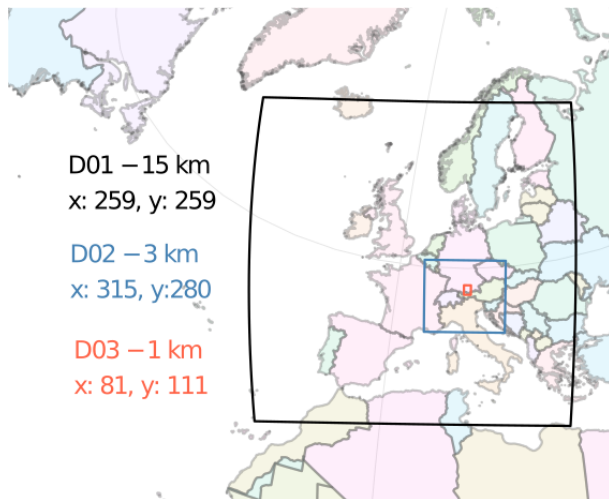 D01 − 15 km
x: 259, y: 259
D02 − 3 km
x: 315, y:280
D03 − 1 km
x: 81, y: 111